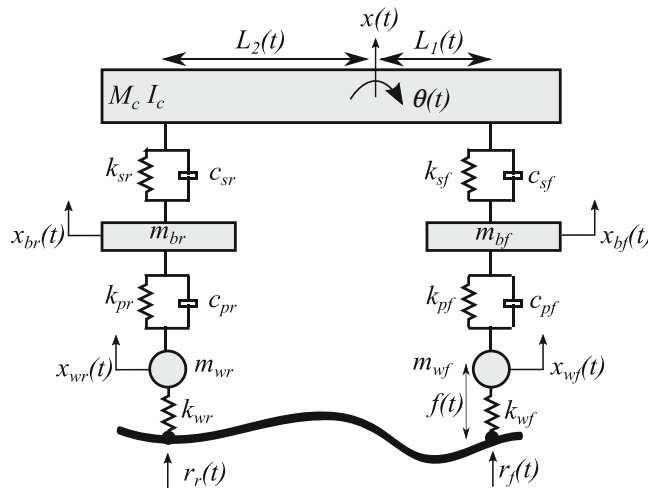 x(t)
L2(t) L1(t)
Mc Ic θ(t)
ksr csr ksf csf
xbr(t) mbr mbf xbf(t)
kpr cpr kpf cpf
xwr(t) mwr mwf xwf(t)
f(t)
kwr kwf
rr(t) rf(t)